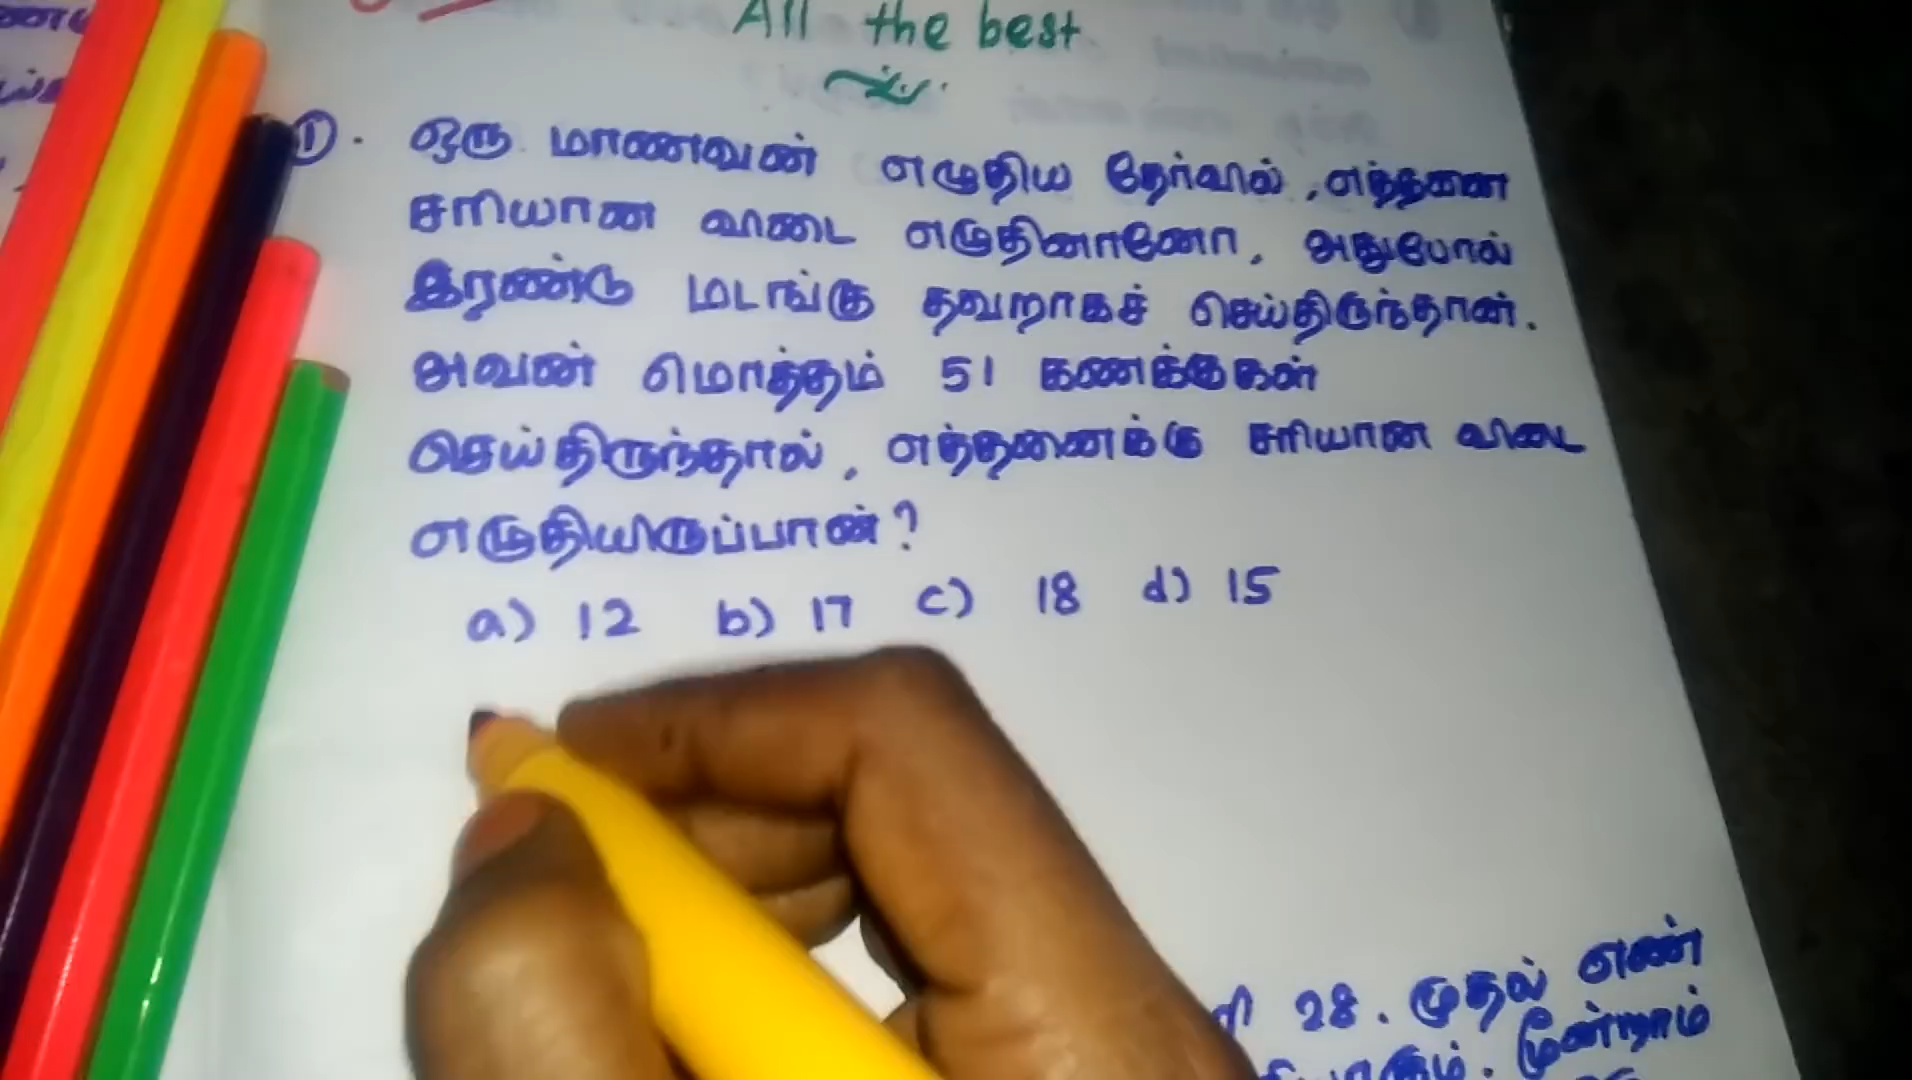 All the best
1. ஒரு மாணவன் எழுதிய தேர்வில், எத்தனை
சரியான விடை எழுதினானோ, அதுபோல்
இரண்டு மடங்கு தவறாகச் செய்திருந்தான்.
அவன் மொத்தம் 51 கணக்குகள்
செய்திருந்தால், எத்தனைக்கு சரியான விடை
எழுதியிருப்பான்?
a) 12 b) 17 c) 18 d) 15
28. முதல் எண்
மூன்றாம்